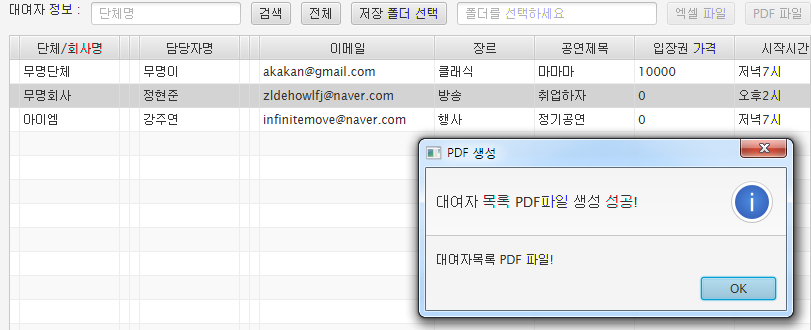 대여자 정보 : 단체명 검색 전체 저장 폴더 선택 폴더를 선택하세요 엑셀 파일 PDF 파일
단체/회사명 담당자명 이메일 장르 공연제목 입장권 가격 시작시간
무명단체 무명이 akakan@gmail.com 클래식 마마마 10000 저녁7시
무명회사 정현준 zldehowlfj@naver.com 방송 취업하자 0 오후2시
아이엠 강주연 infinitemove@naver.com 행사 정기공연 0 저녁7시
PDF 생성
대여자 목록 PDF파일 생성 성공!
대여자목록 PDF 파일!
OK